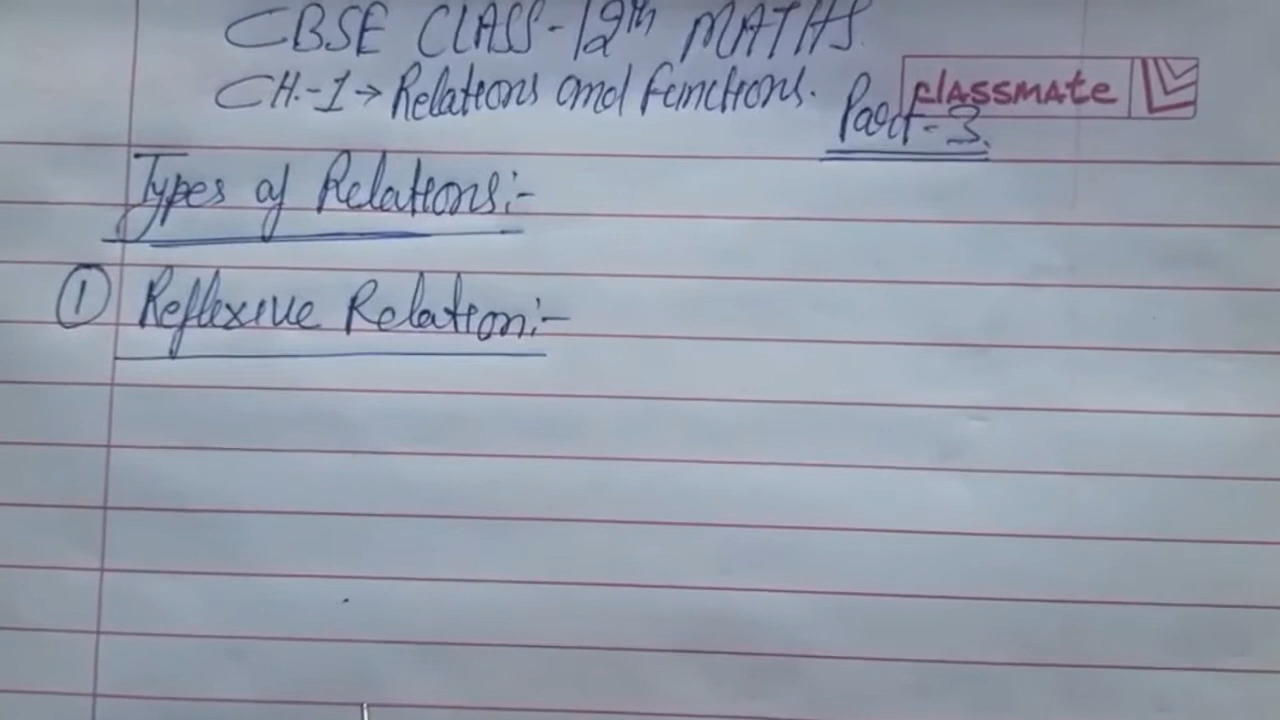 CBSE CLASS-12th MATHS.
CH.-1→ Relations and functions. Part-3.
classmate
Types of Relations:-
① Reflexive Relation:-